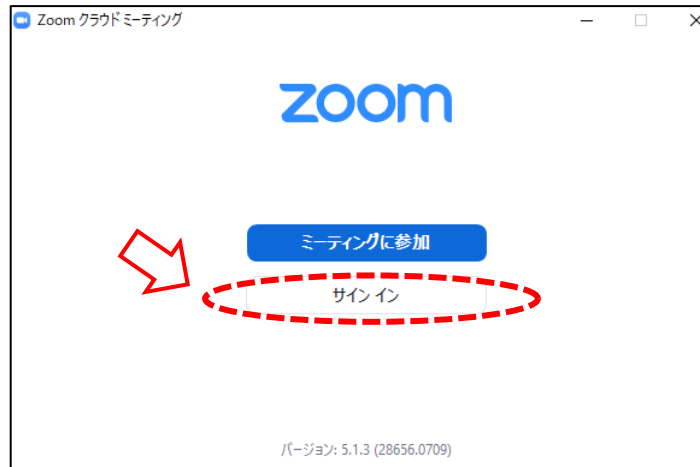 Zoom クラウド ミーティング
zoom
ミーティングに参加
サイン イン
バージョン: 5.1.3 (28656.0709)